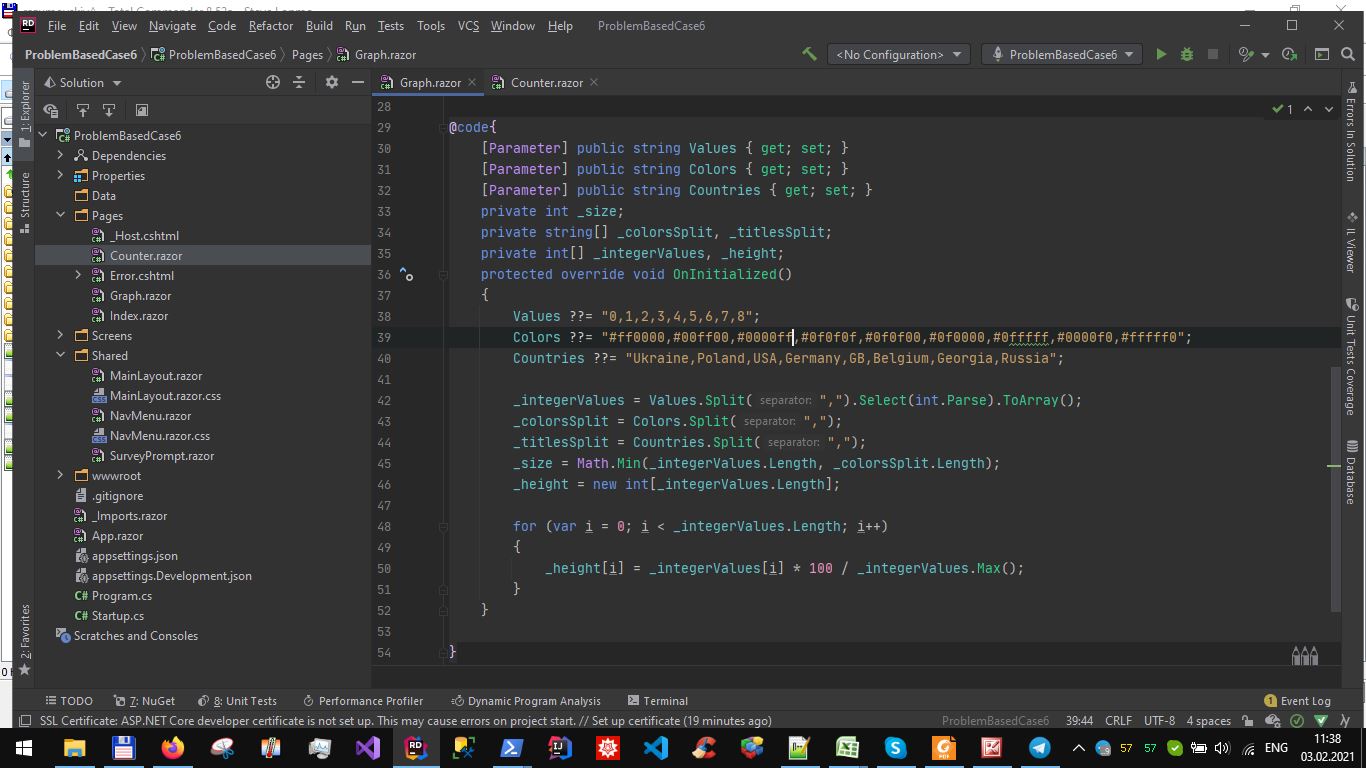 File Edit View Navigate Code Refactor Build Run Tests Tools VCS Window Help ProblemBasedCase6
ProblemBasedCase6 ProblemBasedCase6 Pages Graph.razor <No Configuration> ProblemBasedCase6
Solution
Graph.razor Counter.razor
1: Explorer
Structure
2: Favorites
ProblemBasedCase6
Dependencies
Properties
Data
Pages
_Host.cshtml
Counter.razor
Error.cshtml
Graph.razor
Index.razor
Screens
Shared
MainLayout.razor
MainLayout.razor.css
NavMenu.razor
NavMenu.razor.css
SurveyPrompt.razor
wwwroot
.gitignore
_Imports.razor
App.razor
appsettings.json
appsettings.Development.json
Program.cs
Startup.cs
Scratches and Consoles
1
28
29 @code{
30 [Parameter] public string Values { get; set; }
31 [Parameter] public string Colors { get; set; }
32 [Parameter] public string Countries { get; set; }
33 private int _size;
34 private string[] _colorsSplit, _titlesSplit;
35 private int[] _integerValues, _height;
36 protected override void OnInitialized()
37 {
38 Values ??= "0,1,2,3,4,5,6,7,8";
39 Colors ??= "#ff0000,#00ff00,#0000ff,#0f0f0f,#0f0f00,#0f0000,#0fffff,#0000f0,#fffff0";
40 Countries ??= "Ukraine,Poland,USA,Germany,GB,Belgium,Georgia,Russia";
41
42 _integerValues = Values.Split( separator: ",").Select(int.Parse).ToArray();
43 _colorsSplit = Colors.Split( separator: ",");
44 _titlesSplit = Countries.Split( separator: ",");
45 _size = Math.Min(_integerValues.Length, _colorsSplit.Length);
46 _height = new int[_integerValues.Length];
47
48 for (var i = 0; i < _integerValues.Length; i++)
49 {
50 _height[i] = _integerValues[i] * 100 / _integerValues.Max();
51 }
52 }
53
54 }
Errors In Solution
IL Viewer
Unit Tests Coverage
Database
TODO 7: NuGet 8: Unit Tests Performance Profiler Dynamic Program Analysis Terminal 1 Event Log
SSL Certificate: ASP.NET Core developer certificate is not set up. This may cause errors on project start. // Set up certificate (19 minutes ago) ProblemBasedCase6 39:44 CRLF UTF-8 4 spaces
57 57 ENG 11:38
03.02.2021